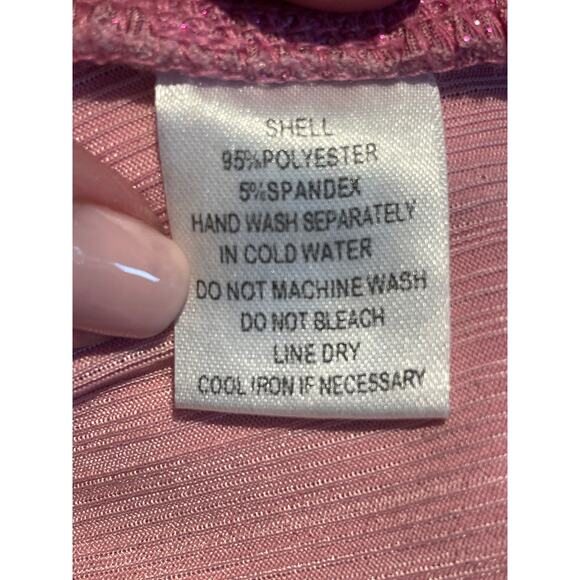 SHELL
95%POLYESTER
5%SPANDEX
HAND WASH SEPARATELY
IN COLD WATER
DO NOT MACHINE WASH
DO NOT BLEACH
LINE DRY
COOL IRON IF NECESSARY